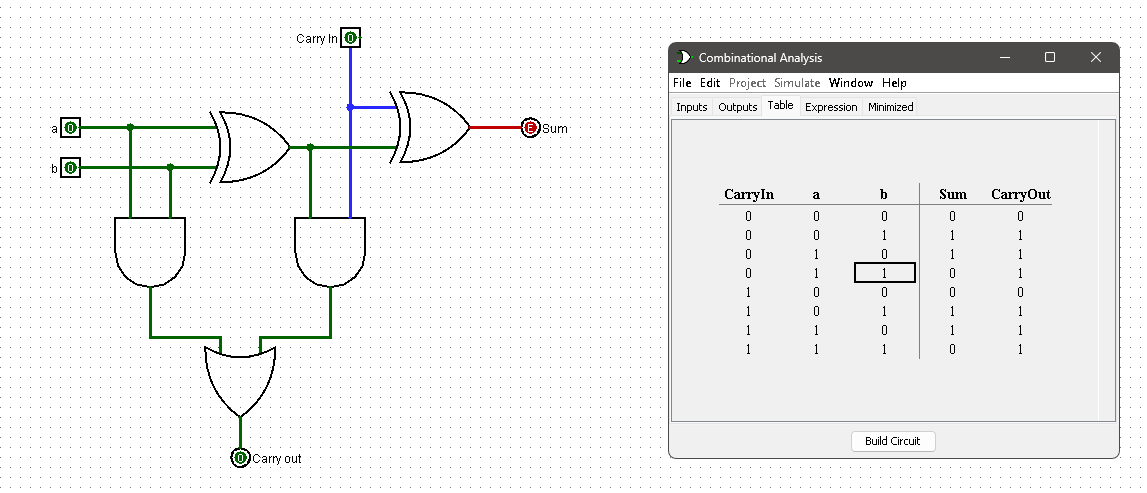 Carry In
0
a 0
b 0
E Sum
0 Carry out
Combinational Analysis
File Edit Project Simulate Window Help
Inputs Outputs Table Expression Minimized
CarryIn a b Sum CarryOut
0 0 0 0 0
0 0 1 1 1
0 1 0 1 1
0 1 1 0 1
1 0 0 0 0
1 0 1 1 1
1 1 0 1 1
1 1 1 0 1
Build Circuit